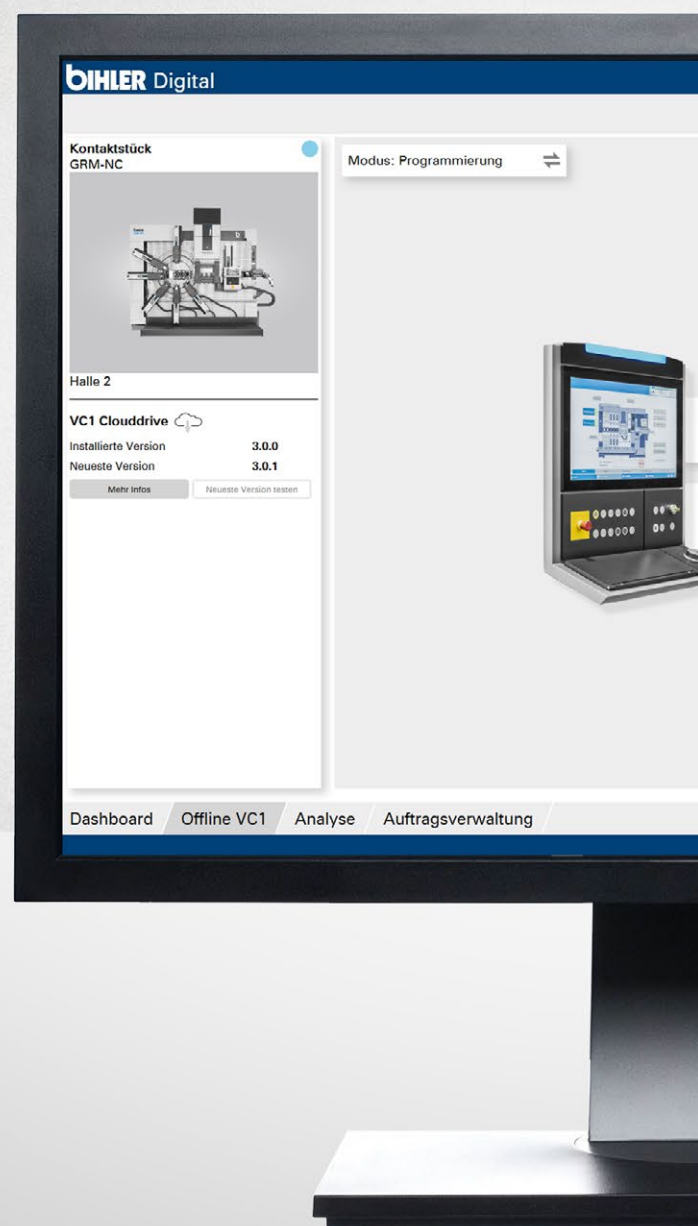 BIHLER Digital
Kontaktstück
GRM-NC
Modus: Programmierung
Halle 2
VC1 Clouddrive
Installierte Version 3.0.0
Neueste Version 3.0.1
Mehr Infos Neueste Version testen
Dashboard Offline VC1 Analyse Auftragsverwaltung